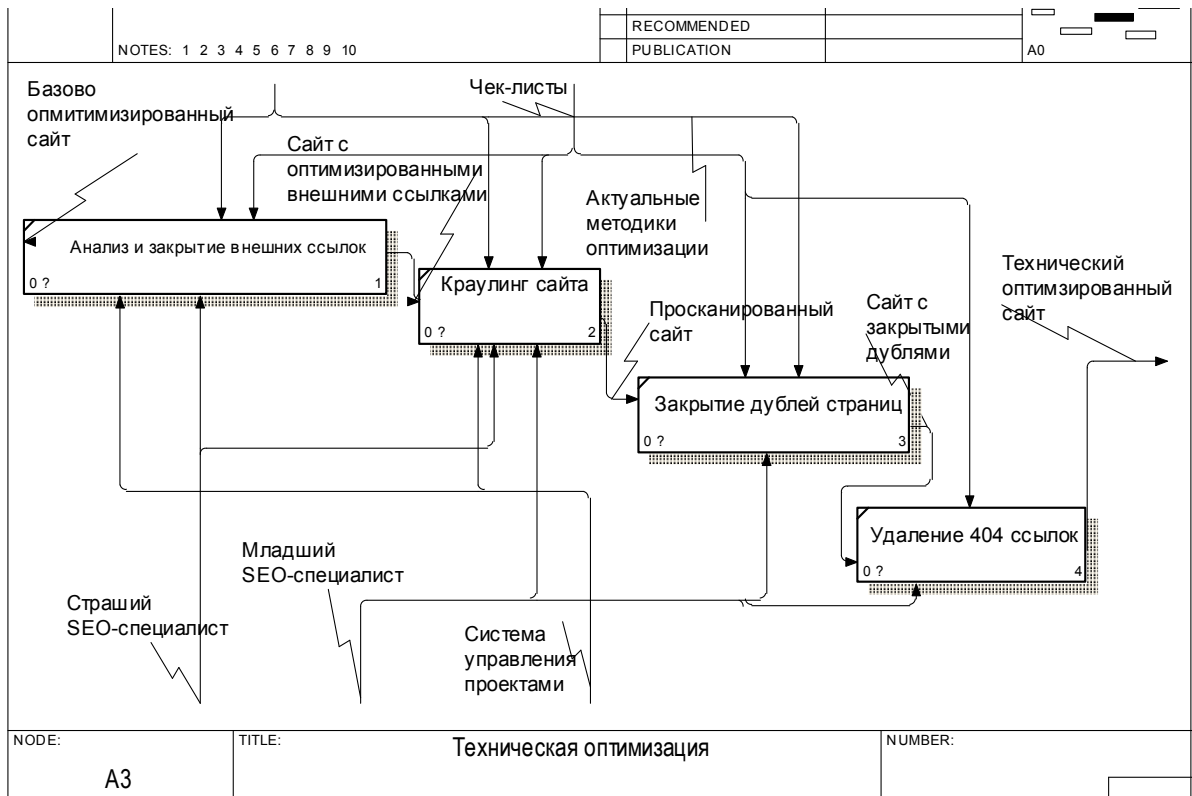 RECOMMENDED
NOTES: 1 2 3 4 5 6 7 8 9 10
PUBLICATION
A0
Базово
опмитимизированный
сайт
Чек-листы
Сайт с
оптимизированными
внешними ссылками
Актуальные
методики
оптимизации
Анализ и закрытие внешних ссылок
0 ?
1
Краулинг сайта
0 ?
2
Технический
оптимзированный
сайт
Просканированный
сайт
Сайт с
закрытыми
дублями
Закрытие дублей страниц
0 ?
3
Удаление 404 ссылок
0 ?
4
Младший
SEO-специалист
Страший
SEO-специалист
Система
управления
проектами
NODE:
TITLE:
Техническая оптимизация
NUMBER:
A3